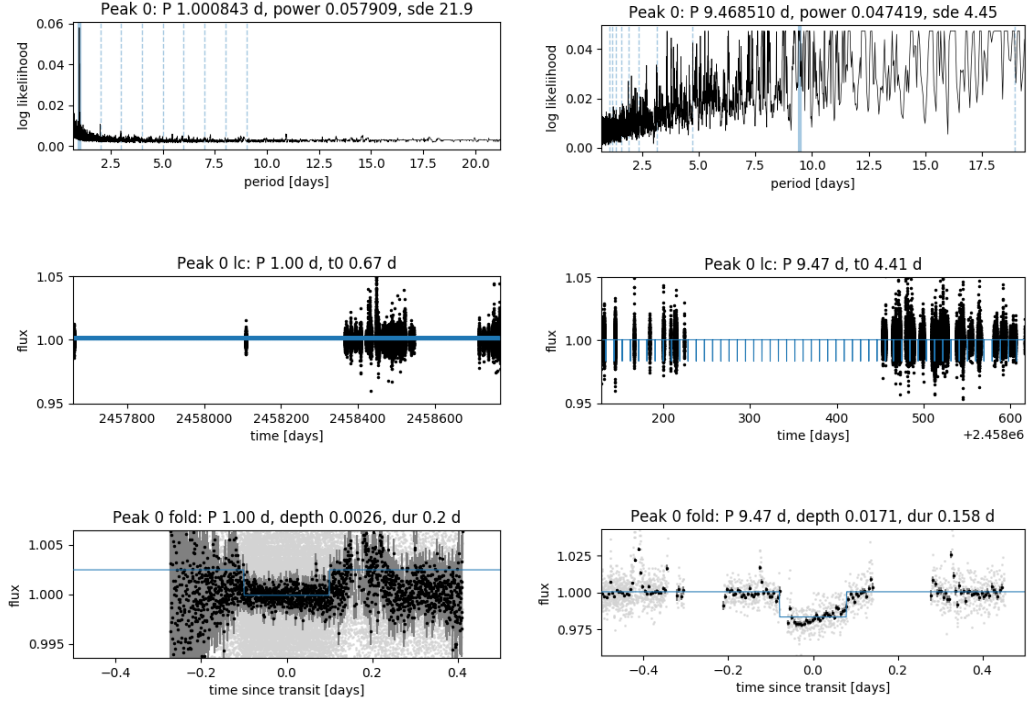 Peak 0: P 1.000843 d, power 0.057909, sde 21.9
0.06
0.04
0.02
0.00
log likeliihood
2.5 5.0 7.5 10.0 12.5 15.0 17.5 20.0
period [days]
Peak 0: P 9.468510 d, power 0.047419, sde 4.45
0.04
0.02
0.00
log likeliihood
2.5 5.0 7.5 10.0 12.5 15.0 17.5
period [days]
Peak 0 lc: P 1.00 d, t0 0.67 d
1.05
1.00
0.95
flux
2457800 2458000 2458200 2458400 2458600
time [days]
Peak 0 lc: P 9.47 d, t0 4.41 d
1.05
1.00
0.95
flux
200 300 400 500 600
time [days]
+2.458e6
Peak 0 fold: P 1.00 d, depth 0.0026, dur 0.2 d
1.005
1.000
0.995
flux
−0.4 −0.2 0.0 0.2 0.4
time since transit [days]
Peak 0 fold: P 9.47 d, depth 0.0171, dur 0.158 d
1.025
1.000
0.975
flux
−0.4 −0.2 0.0 0.2 0.4
time since transit [days]